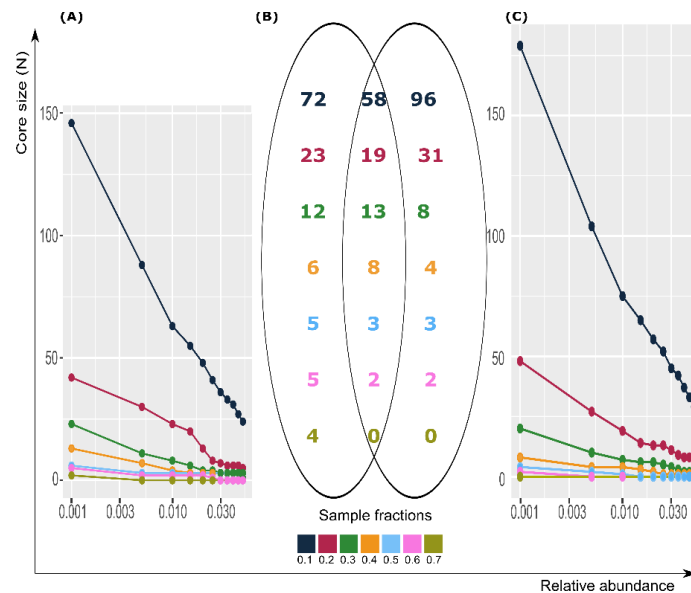 (A)
(B)
(C)
Core size (N)
150
100
50
0
0.001
0.003
0.010
0.030
72 58 96
23 19 31
12 13 8
6 8 4
5 3 3
5 2 2
4 0 0
150
100
50
0
0.001
0.003
0.010
0.030
Sample fractions
0.1 0.2 0.3 0.4 0.5 0.6 0.7
Relative abundance